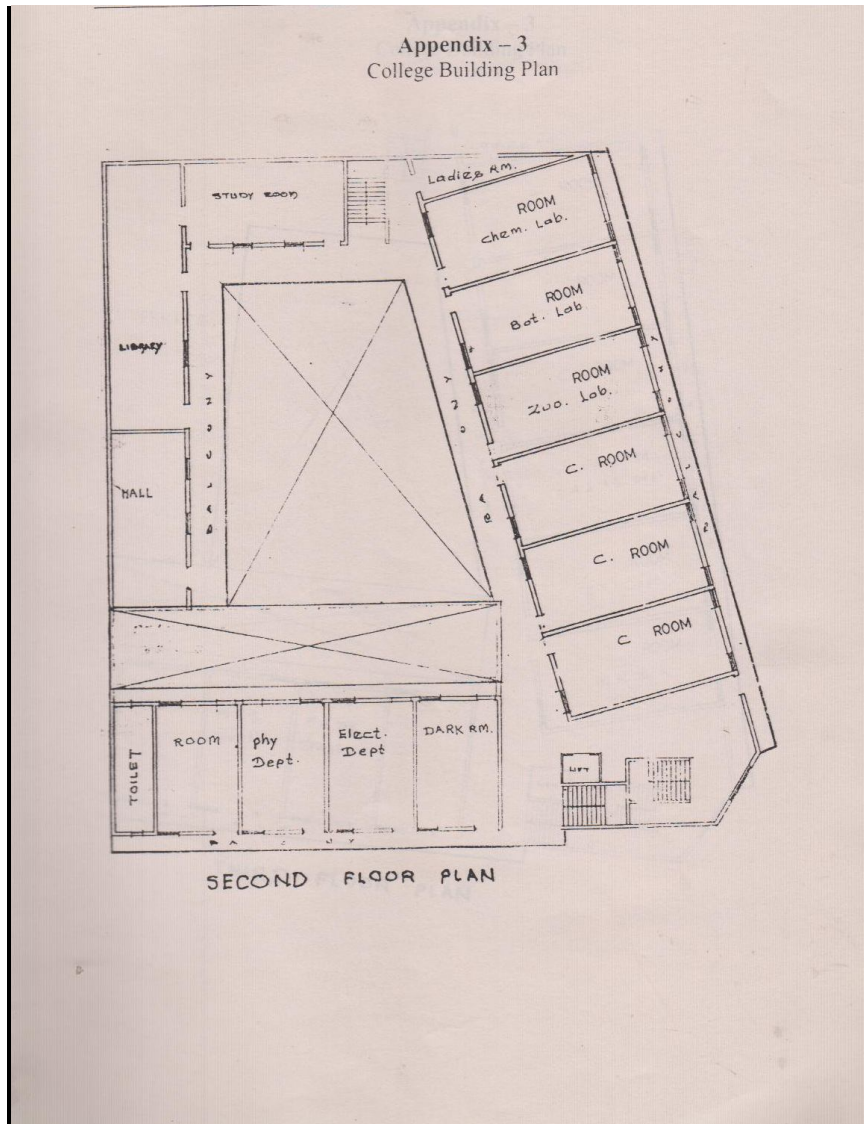 Appendix – 3
College Building Plan
Ladies RM.
STUDY ROOM
ROOM
Chem. Lab.
ROOM
Bot. Lab
LIBRARY
ROOM
Zuo. Lab.
BALCONY
C. ROOM
HALL
C. ROOM
C ROOM
TOILET
ROOM
phy
Dept.
Elect.
Dept
DARK RM.
LIFT
SECOND FLOOR PLAN